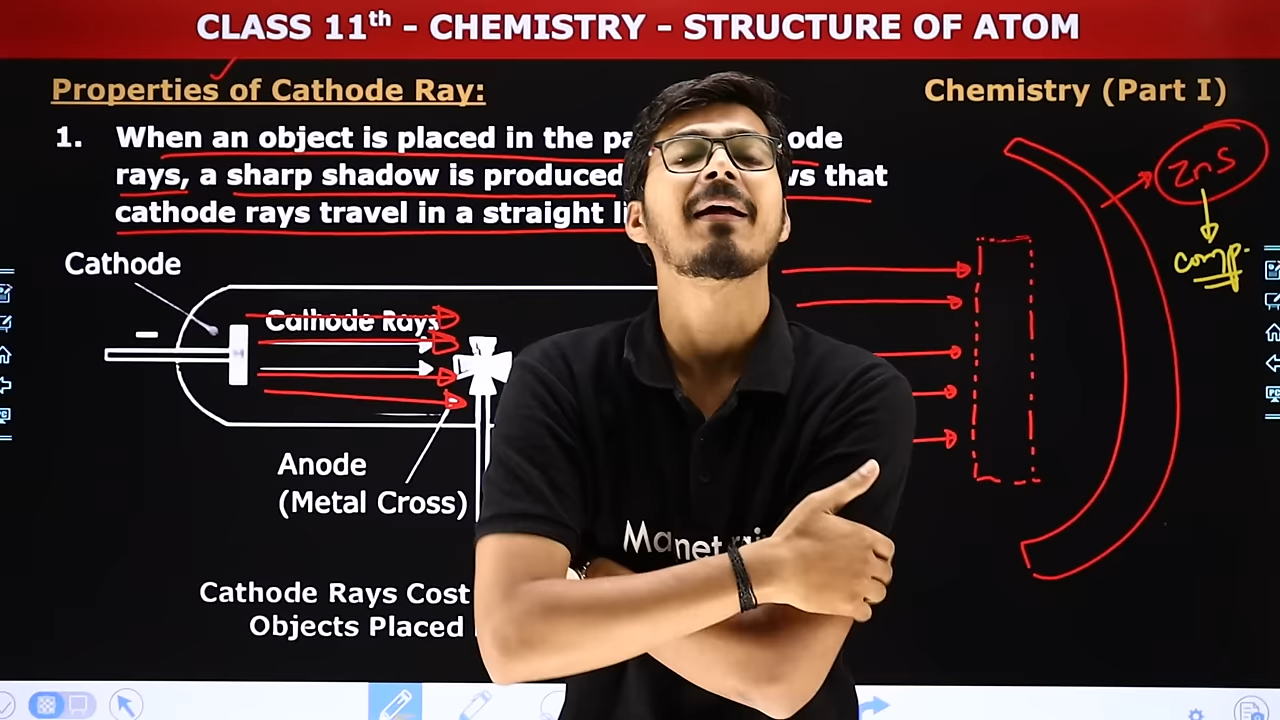 CLASS 11th - CHEMISTRY - STRUCTURE OF ATOM
Properties of Cathode Ray:
Chemistry (Part I)
1. When an object is placed in the
rays, a sharp shadow is produced that
cathode rays travel in a straight
ZnS
comp.
Cathode
Cathode Rays
Anode
(Metal Cross)
Cathode Rays Cost
Objects Placed